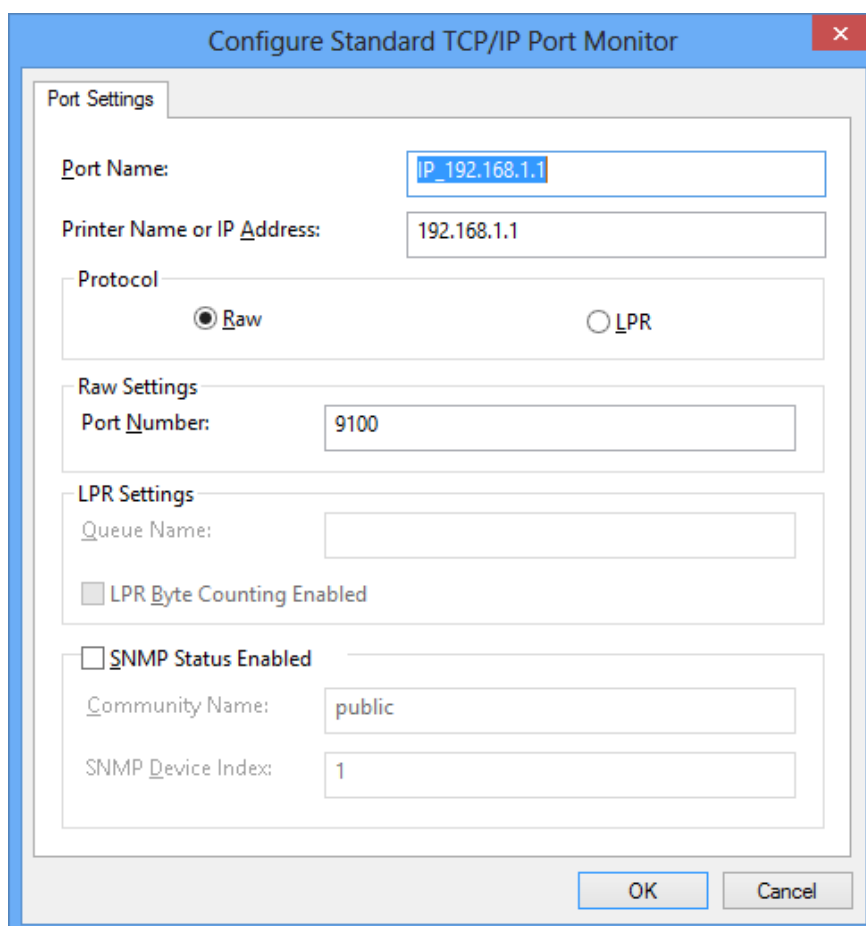 Configure Standard TCP/IP Port Monitor
Port Settings
Port Name: IP_192.168.1.1
Printer Name or IP Address: 192.168.1.1
Protocol
Raw LPR
Raw Settings
Port Number: 9100
LPR Settings
Queue Name:
LPR Byte Counting Enabled
SNMP Status Enabled
Community Name: public
SNMP Device Index: 1
OK Cancel